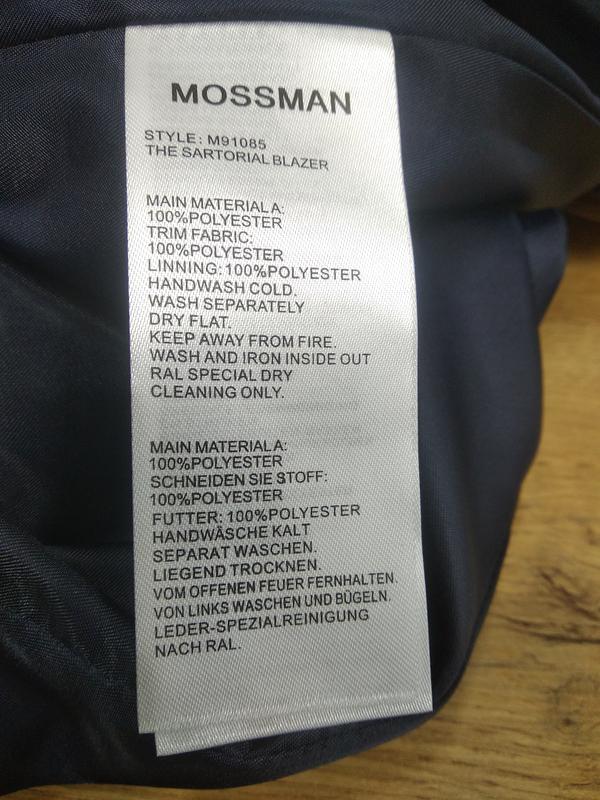 MOSSMAN
STYLE: M91085
THE SARTORIAL BLAZER
MAIN MATERIAL A:
100%POLYESTER
TRIM FABRIC:
100%POLYESTER
LINNING: 100%POLYESTER
HANDWASH COLD.
WASH SEPARATELY
DRY FLAT.
KEEP AWAY FROM FIRE.
WASH AND IRON INSIDE OUT
RAL SPECIAL DRY
CLEANING ONLY.
MAIN MATERIAL A:
100%POLYESTER
SCHNEIDEN SIE STOFF:
100%POLYESTER
FUTTER: 100%POLYESTER
HANDWÄSCHE KALT
SEPARAT WASCHEN.
LIEGEND TROCKNEN.
VOM OFFENEN FEUER FERNHALTEN.
VON LINKS WASCHEN UND BÜGELN.
LEDER-SPEZIALREINIGUNG
NACH RAL.